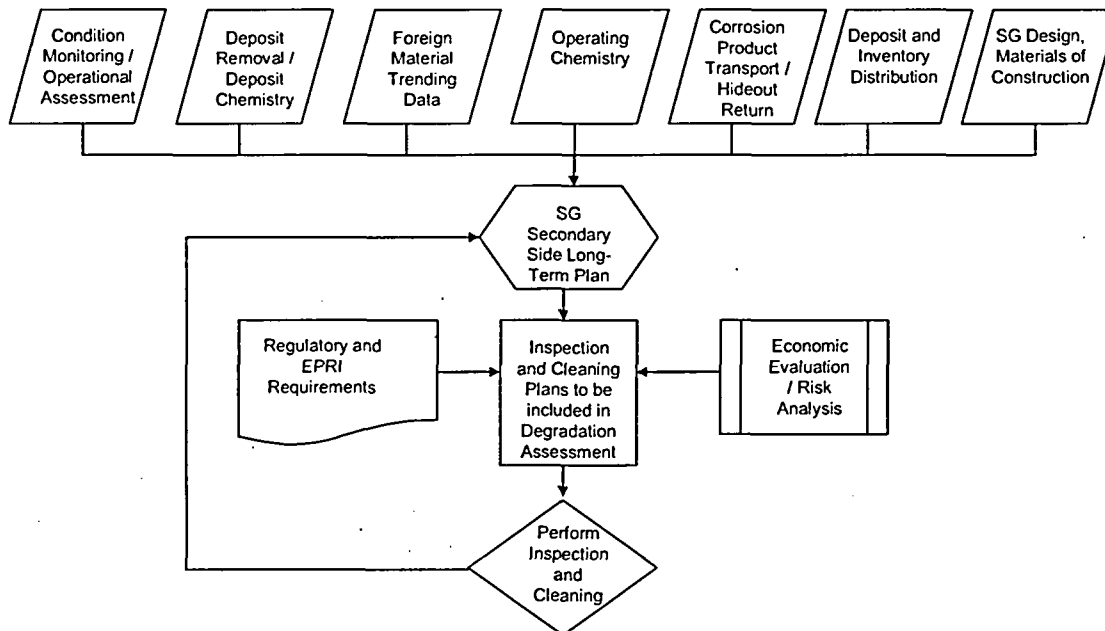 Condition
Monitoring /
Operational
Assessment
Deposit
Removal /
Deposit
Chemistry
Foreign
Material
Trending
Data
Operating
Chemistry
Corrosion
Product
Transport /
Hideout
Return
Deposit and
Inventory
Distribution
SG Design,
Materials of
Construction
SG
Secondary
Side Long-
Term Plan
Regulatory and
EPRI
Requirements
Inspection
and Cleaning
Plans to be
included in
Degradation
Assessment
Economic
Evaluation
/ Risk
Analysis
Perform
Inspection
and
Cleaning